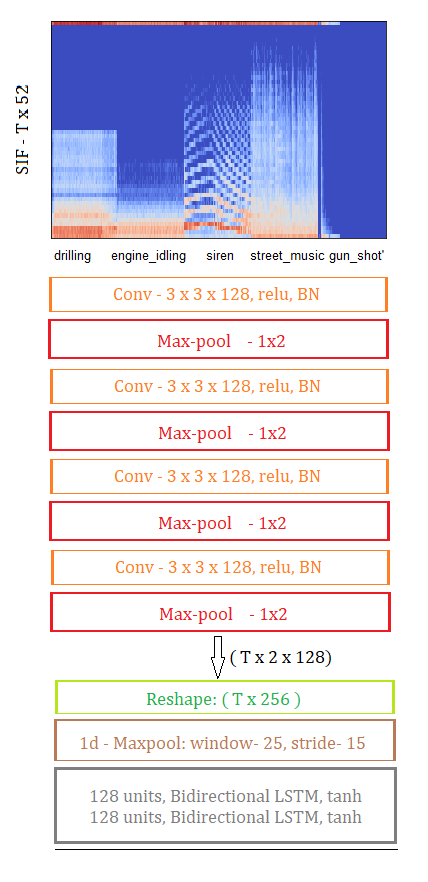 SIF - T x 52
drilling engine_idling siren street_music gun_shot'
Conv - 3 x 3 x 128, relu, BN
Max-pool - 1x2
Conv - 3 x 3 x 128, relu, BN
Max-pool - 1x2
Conv - 3 x 3 x 128, relu, BN
Max-pool - 1x2
Conv - 3 x 3 x 128, relu, BN
Max-pool - 1x2
( T x 2 x 128)
Reshape: ( T x 256 )
1d - Maxpool: window- 25, stride- 15
128 units, Bidirectional LSTM, tanh
128 units, Bidirectional LSTM, tanh